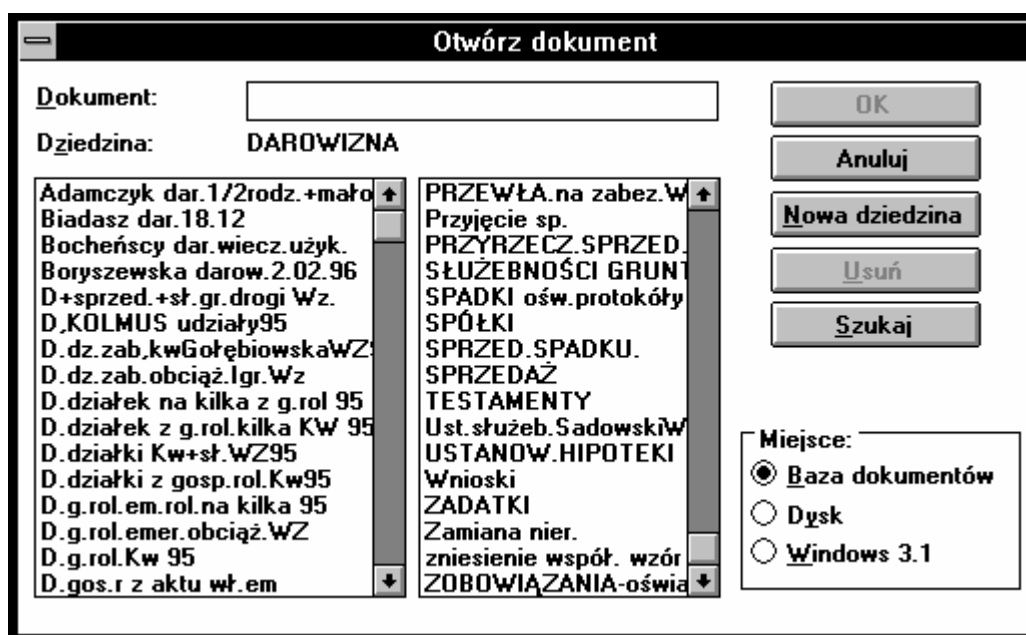 Otwórz dokument
Dokument:
Dziedzina: DAROWIZNA
Adamczyk dar.1/2rodz.+mało
Biadasz dar.18.12
Bocheńscy dar.wiecz.użyk.
Boryszewska darow.2.02.96
D+sprzed.+sł.gr.drogi Wz.
D,KOLMUS udziały95
D.dz.zab,kwGołębiowskaWZ9
D.dz.zab.obciąż.Igr.Wz
D.działek na kilka z g.rol 95
D.działek z g.rol.kilka KW 95
D.działki Kw+sł.WZ95
D.działki z gosp.rol.Kw95
D.g.rol.em.rol.na kilka 95
D.g.rol.emer.obciąż.WZ
D.g.rol.Kw 95
D.gos.r z aktu wł.em
PRZEWŁA.na zabez.W
Przyjęcie sp.
PRZYRZECZ.SPRZED.
SŁUŻEBNOŚCI GRUNT
SPADKI ośw.protokóły
SPÓŁKI
SPRZED.SPADKU.
SPRZEDAŻ
TESTAMENTY
Ust.służeb.SadowskiW
USTANOW.HIPOTEKI
Wnioski
ZADATKI
Zamiana nier.
zniesienie współ. wzór
ZOBOWIĄZANIA-oświa
OK
Anuluj
Nowa dziedzina
Usuń
Szukaj
Miejsce:
Baza dokumentów
Dysk
Windows 3.1